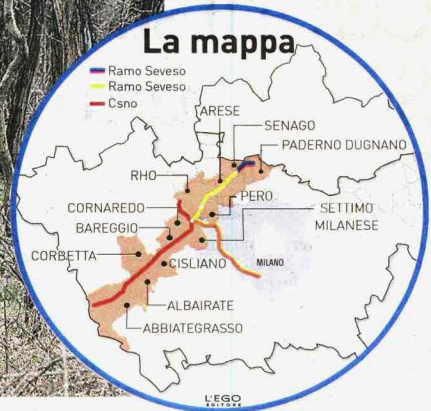 La mappa
Ramo Seveso
Ramo Seveso
Csno
ARESE
SENAGO
PADERNO DUGNANO
RHO
PERO
CORNAREDO
SETTIMO
MILANESE
BAREGGIO
CORBETTA
CISLIANO
MILANO
ALBAIRATE
ABBIATEGRASSO
L'EGO
EDITORE